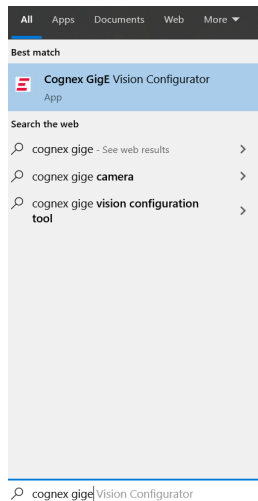 All Apps Documents Web More
Best match
Cognex GigE Vision Configurator
App
Search the web
cognex gige - See web results
cognex gige camera
cognex gige vision configuration
tool
cognex gige Vision Configurator